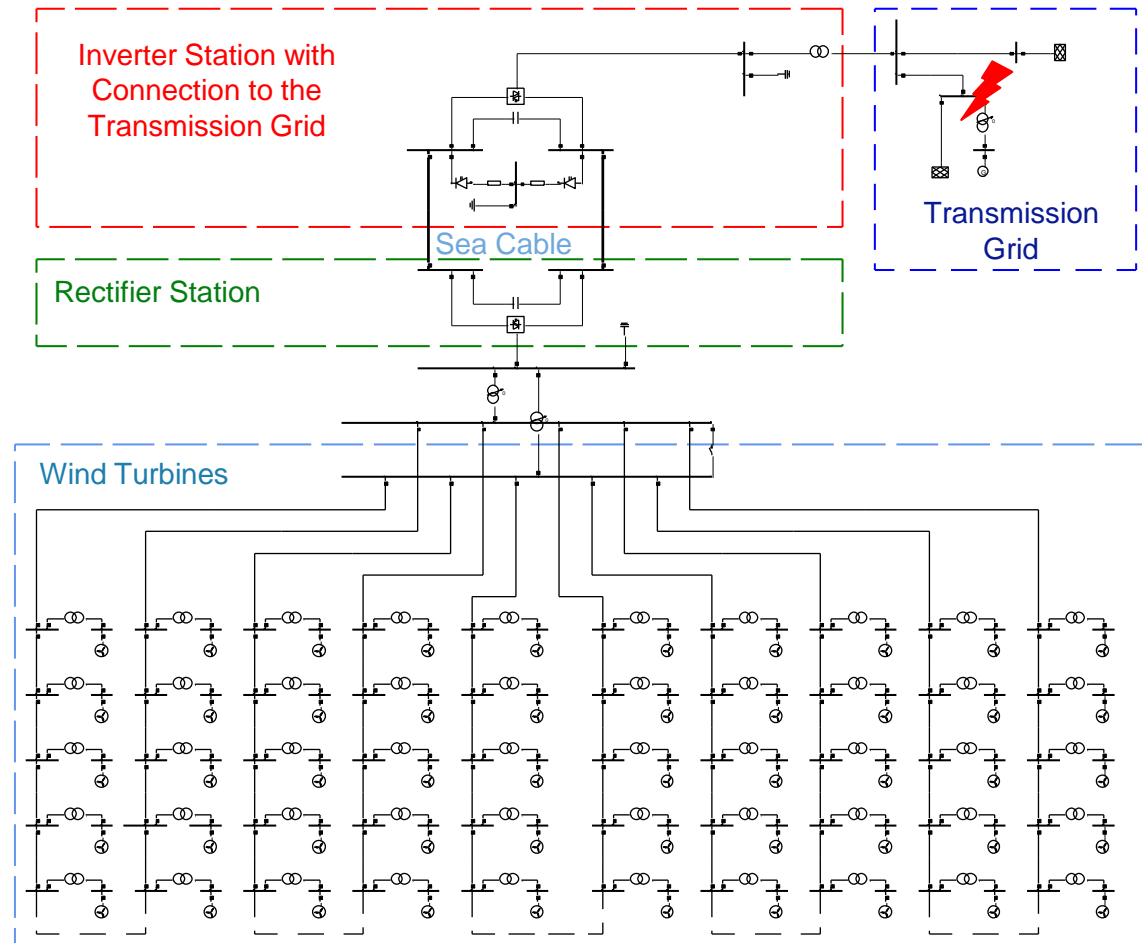 Inverter Station with
Connection to the
Transmission Grid
Transmission
Grid
Sea Cable
Rectifier Station
Wind Turbines